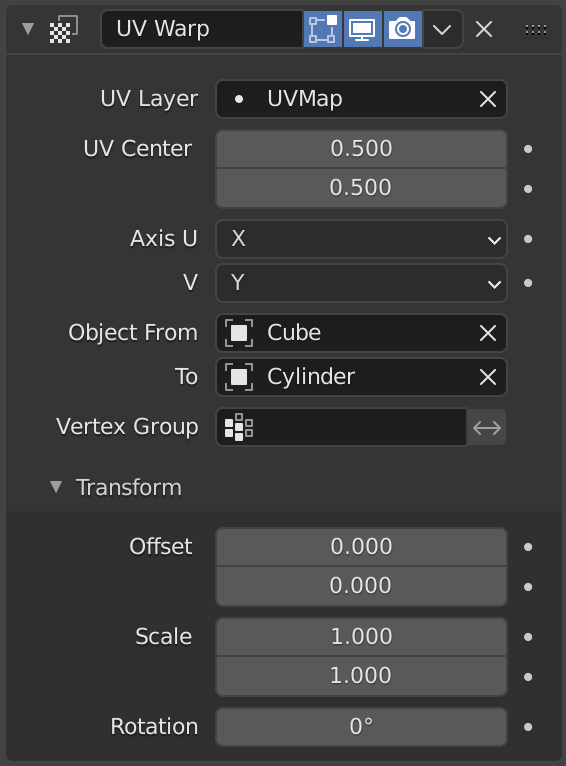 UV Warp
UV Layer UVMap
UV Center 0.500
0.500
Axis U X
V Y
Object From Cube
To Cylinder
Vertex Group
Transform
Offset 0.000
0.000
Scale 1.000
1.000
Rotation 0°